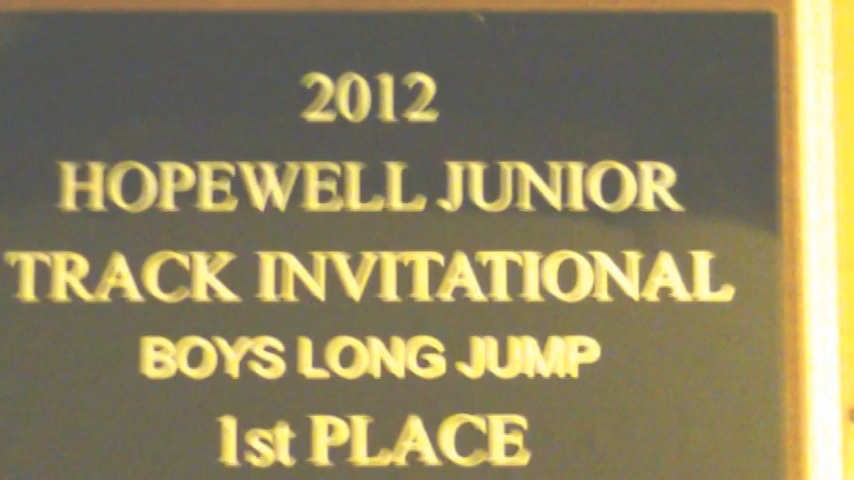 2012
HOPEWELL JUNIOR
TRACK INVITATIONAL
BOYS LONG JUMP
1st PLACE